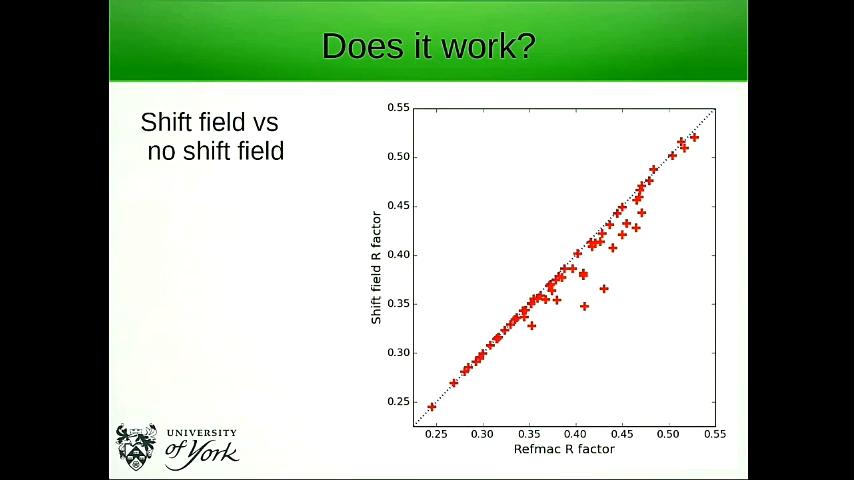 Does it work?
Shift field vs
no shift field
0.55
0.50
0.45
0.40
0.35
0.30
0.25
Shift field R factor
0.25 0.30 0.35 0.40 0.45 0.50 0.55
Refmac R factor
UNIVERSITY
of York